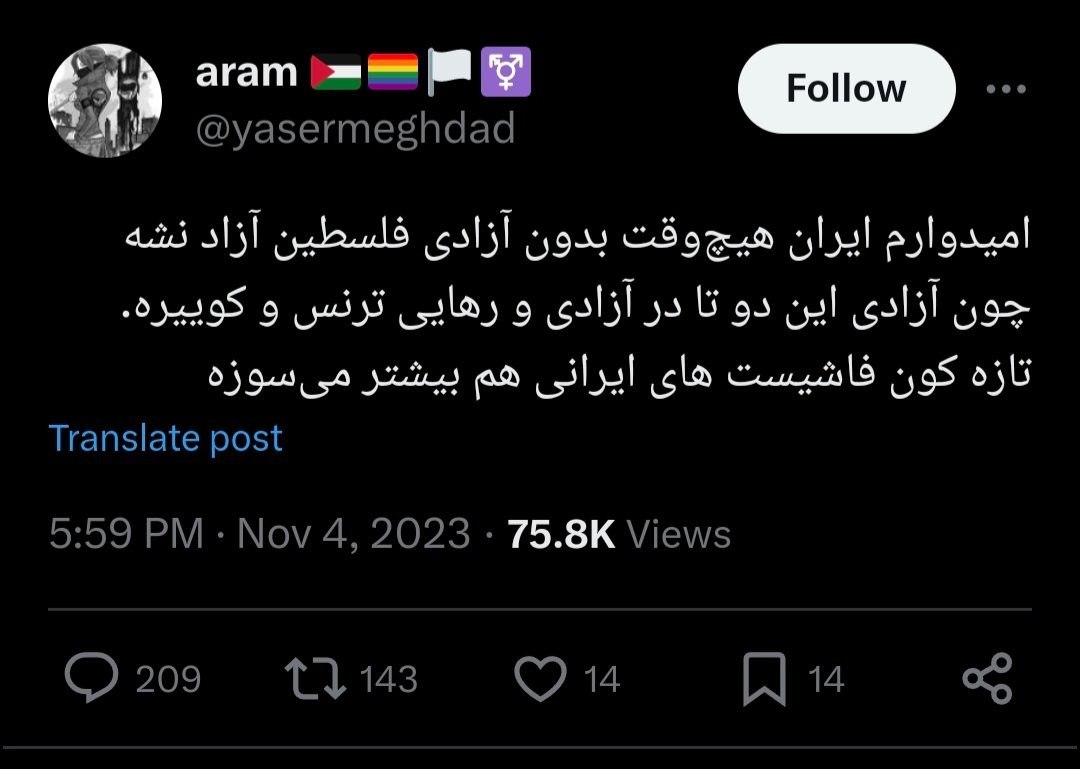 aram 🇵🇸🏳️‍🌈🏳️⚧️
@yasermeghdad
Follow
امیدوارم ایران هیچ‌وقت بدون آزادی فلسطین آزاد نشه
چون آزادی این دو تا در آزادی و رهایی ترنس و کوییره.
تازه کون فاشیست های ایرانی هم بیشتر می‌سوزه
Translate post
5:59 PM · Nov 4, 2023 · 75.8K Views
209 143 14 14